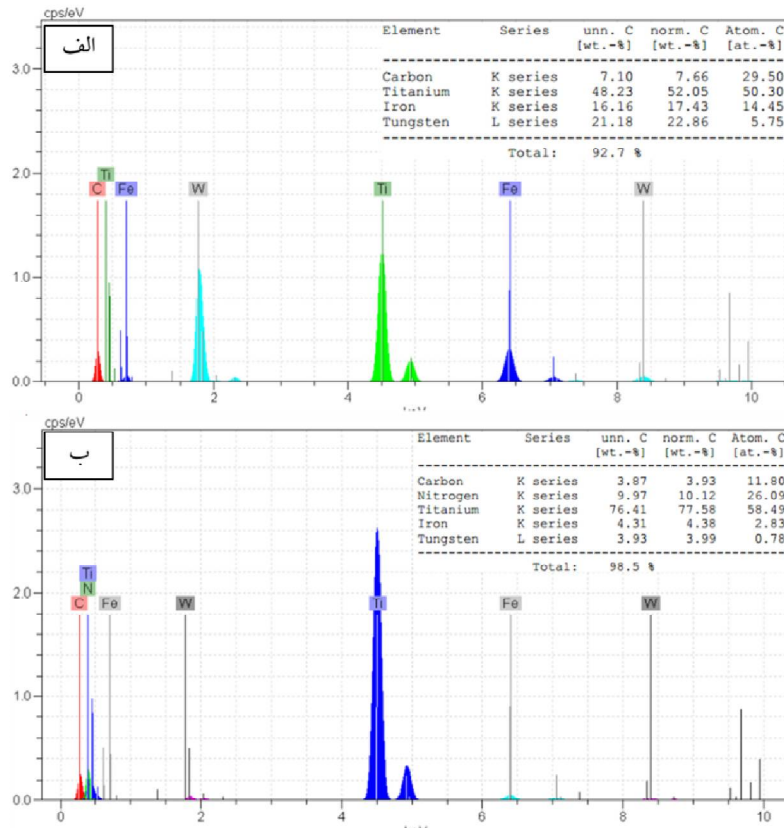 cps/eV
الف
Element Series unn. C norm. C Atom. C
[wt.-%] [wt.-%] [at.-%]
Carbon K series 7.10 7.66 29.50
Titanium K series 48.23 52.05 50.30
Iron K series 16.16 17.43 14.45
Tungsten L series 21.18 22.86 5.75
Total: 92.7 %
3.0
2.0
1.0
0.0
Ti
C Fe W Ti Fe W
0 2 4 6 8 10
cps/eV
ب
Element Series unn. C norm. C Atom. C
[wt.-%] [wt.-%] [at.-%]
Carbon K series 3.87 3.93 11.80
Nitrogen K series 9.97 10.12 26.09
Titanium K series 76.41 77.58 58.49
Iron K series 4.31 4.38 2.83
Tungsten L series 3.93 3.99 0.78
Total: 98.5 %
3.0
2.0
1.0
0.0
Ti
N
C Fe W Ti Fe W
0 2 4 6 8 10